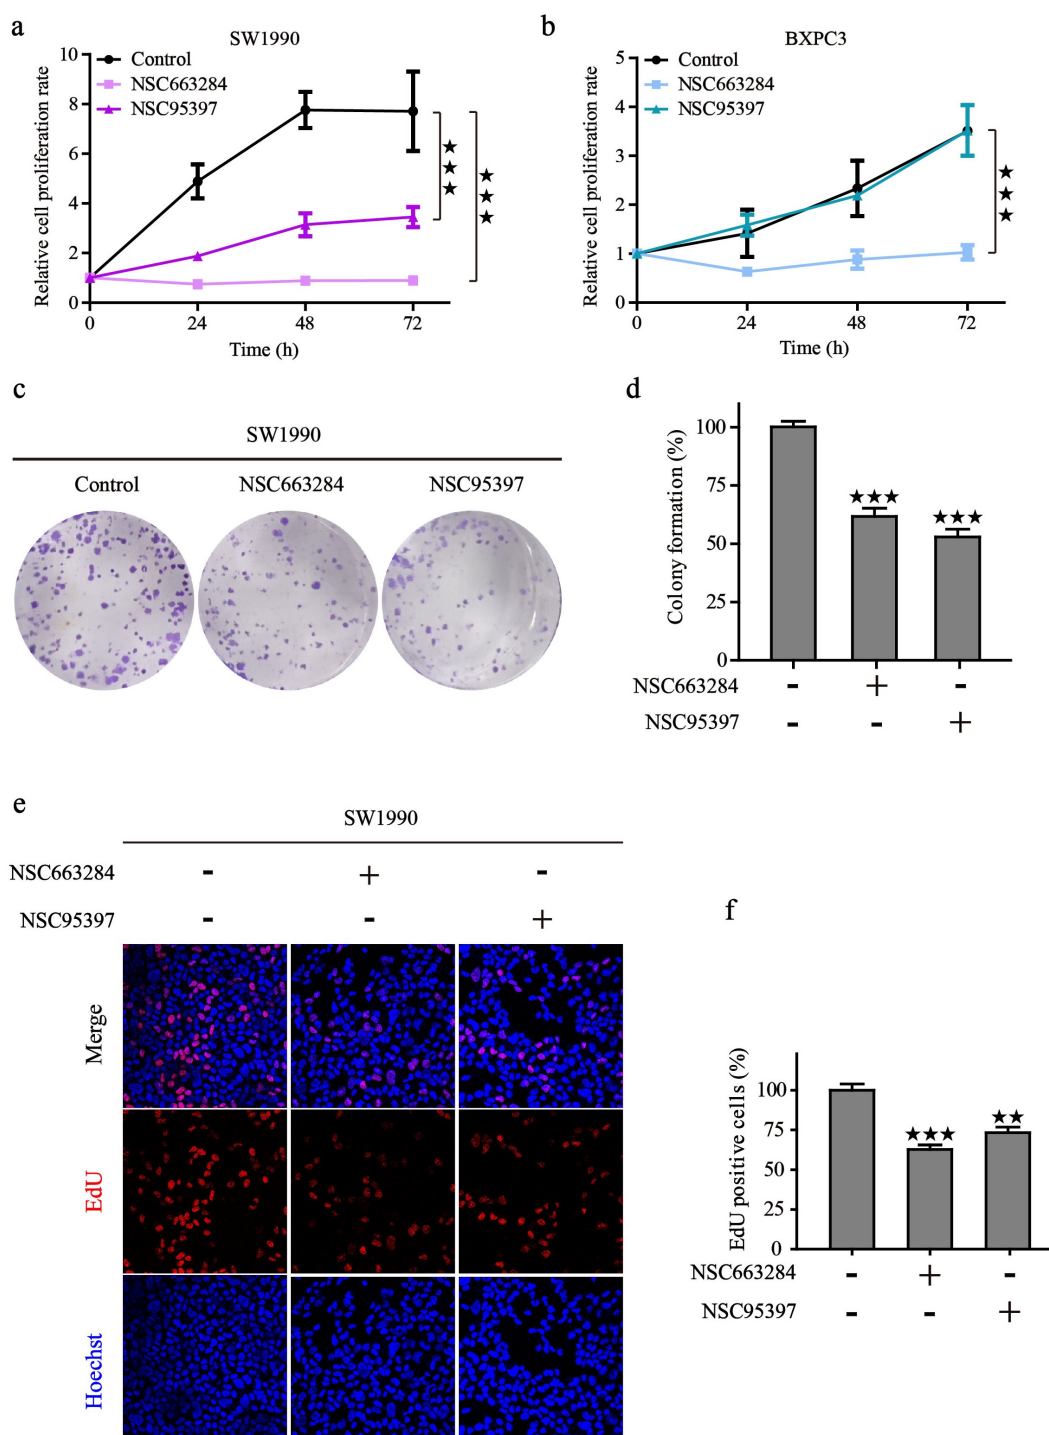 a
SW1990
Relative cell proliferation rate
10
8
6
4
2
0
Control
NSC663284
NSC95397
★★★
★★★
0 24 48 72
Time (h)
b
BXPC3
Relative cell proliferation rate
5
4
3
2
1
0
Control
NSC663284
NSC95397
★★★
0 24 48 72
Time (h)
c
SW1990
Control NSC663284 NSC95397
d
Colony formation (%)
100
75
50
25
0
★★★ ★★★
NSC663284 - + -
NSC95397 - - +
e
SW1990
NSC663284 - + -
NSC95397 - - +
Merge
EdU
Hoechst
f
EdU positive cells (%)
100
75
50
25
0
★★★ ★★
NSC663284 - + -
NSC95397 - - +